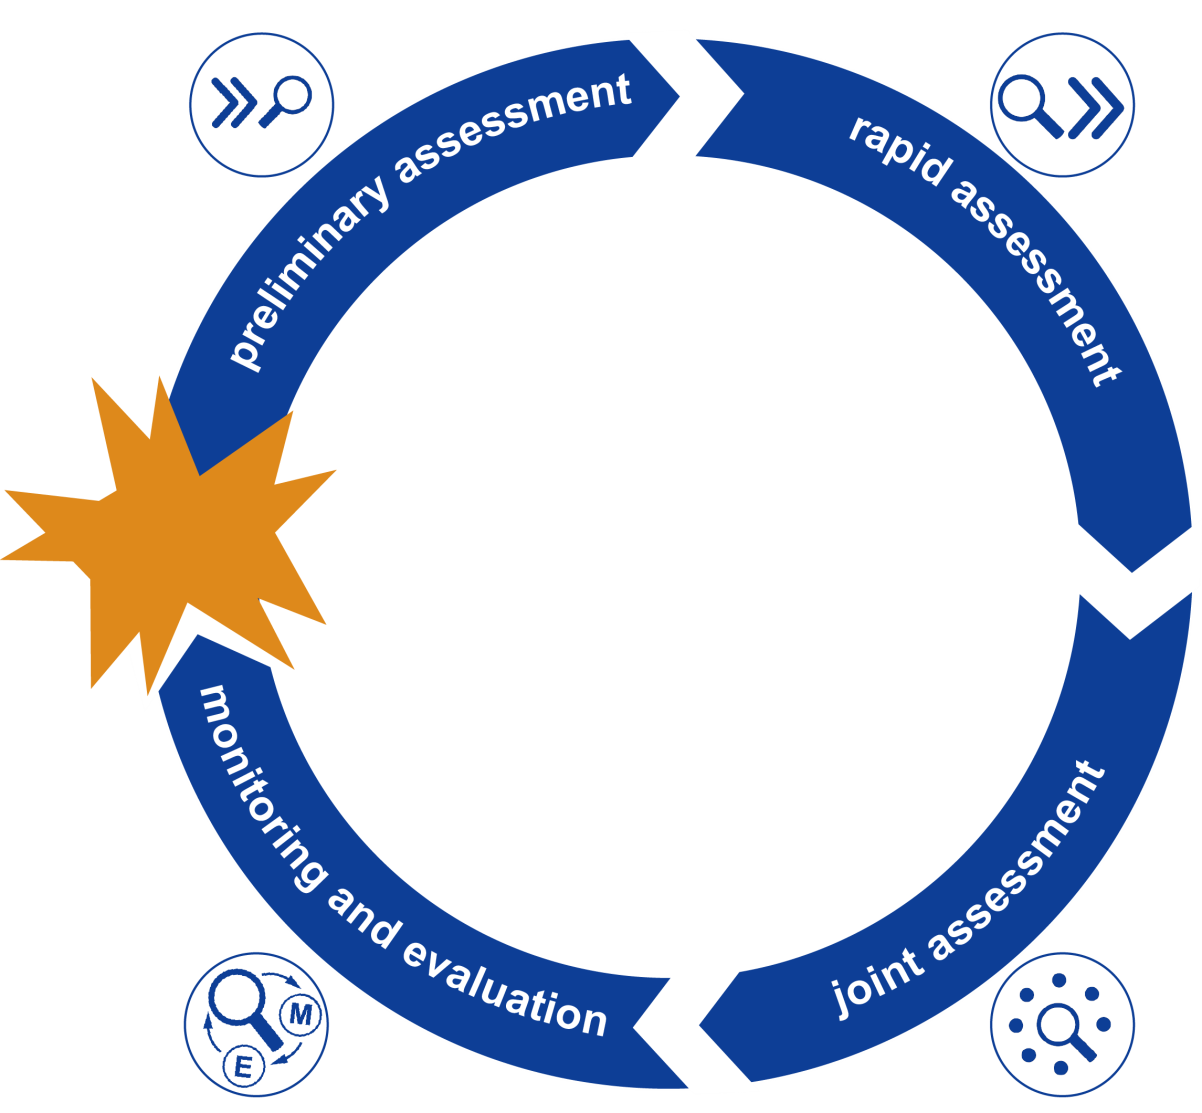 preliminary assessment
rapid assessment
joint assessment
monitoring and evaluation
M
E